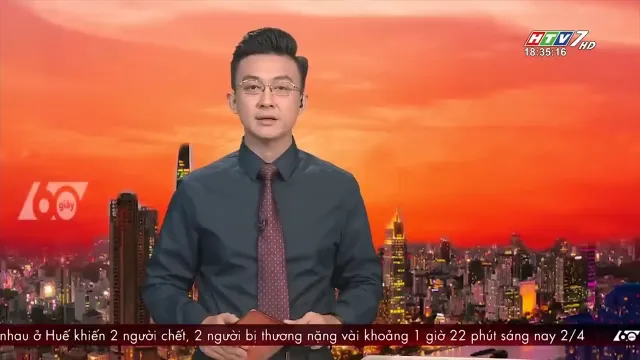 HTV7 HD
18:35:16
60 giây
nhau ở Huế khiến 2 người chết, 2 người bị thương nặng vài khoảng 1 giờ 22 phút sáng nay 2/4